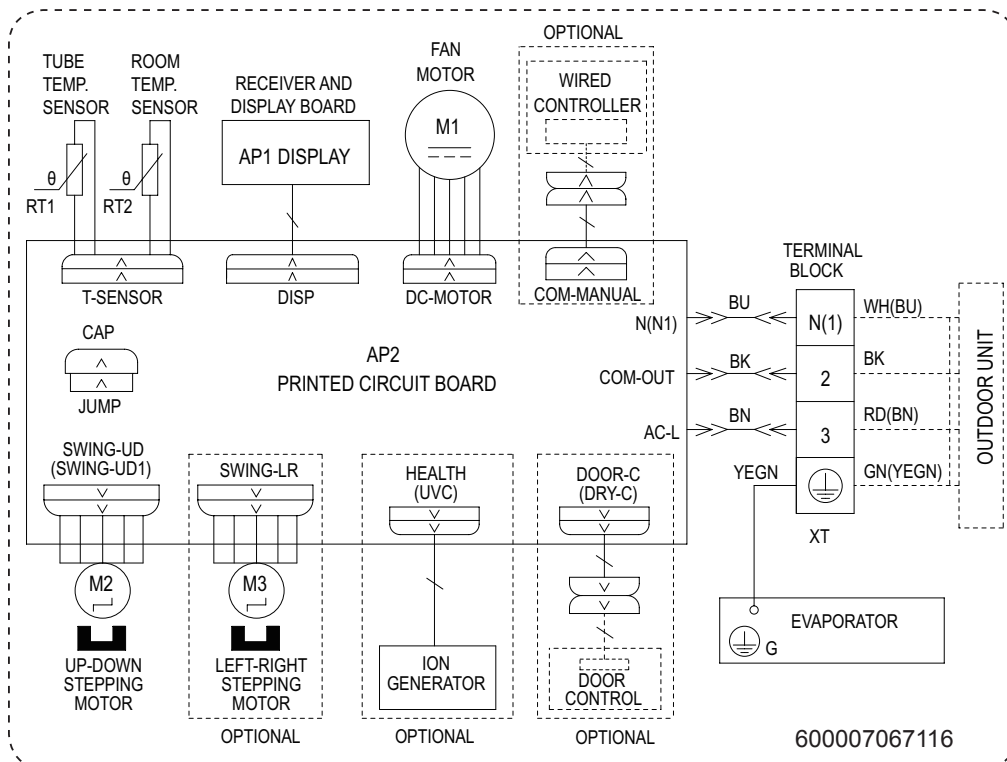 OPTIONAL
TUBE
TEMP.
SENSOR
ROOM
TEMP.
SENSOR
RECEIVER AND
DISPLAY BOARD
FAN
MOTOR
WIRED
CONTROLLER
AP1 DISPLAY
M1
θ
RT1
θ
RT2
T-SENSOR
DISP
DC-MOTOR
COM-MANUAL
TERMINAL
BLOCK
CAP
JUMP
AP2
PRINTED CIRCUIT BOARD
N(N1)
BU
N(1)
WH(BU)
COM-OUT
BK
2
BK
AC-L
BN
3
RD(BN)
YEGN
GN(YEGN)
XT
OUTDOOR UNIT
SWING-UD
(SWING-UD1)
SWING-LR
HEALTH
(UVC)
DOOR-C
(DRY-C)
M2
M3
UP-DOWN
STEPPING
MOTOR
LEFT-RIGHT
STEPPING
MOTOR
ION
GENERATOR
DOOR
CONTROL
EVAPORATOR
G
OPTIONAL
OPTIONAL
OPTIONAL
600007067116